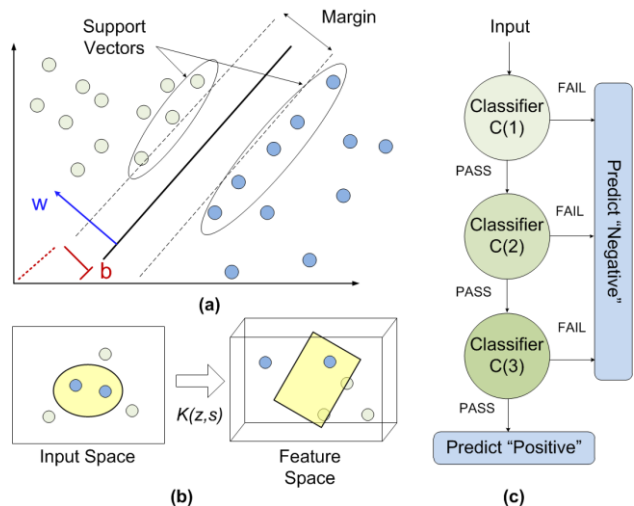 Support
Vectors
Margin
w
b
(a)
Input Space
K(z,s)
Feature
Space
(b)
Input
Classifier
C(1)
FAIL
PASS
Classifier
C(2)
FAIL
PASS
Classifier
C(3)
FAIL
PASS
Predict “Negative”
Predict “Positive”
(c)